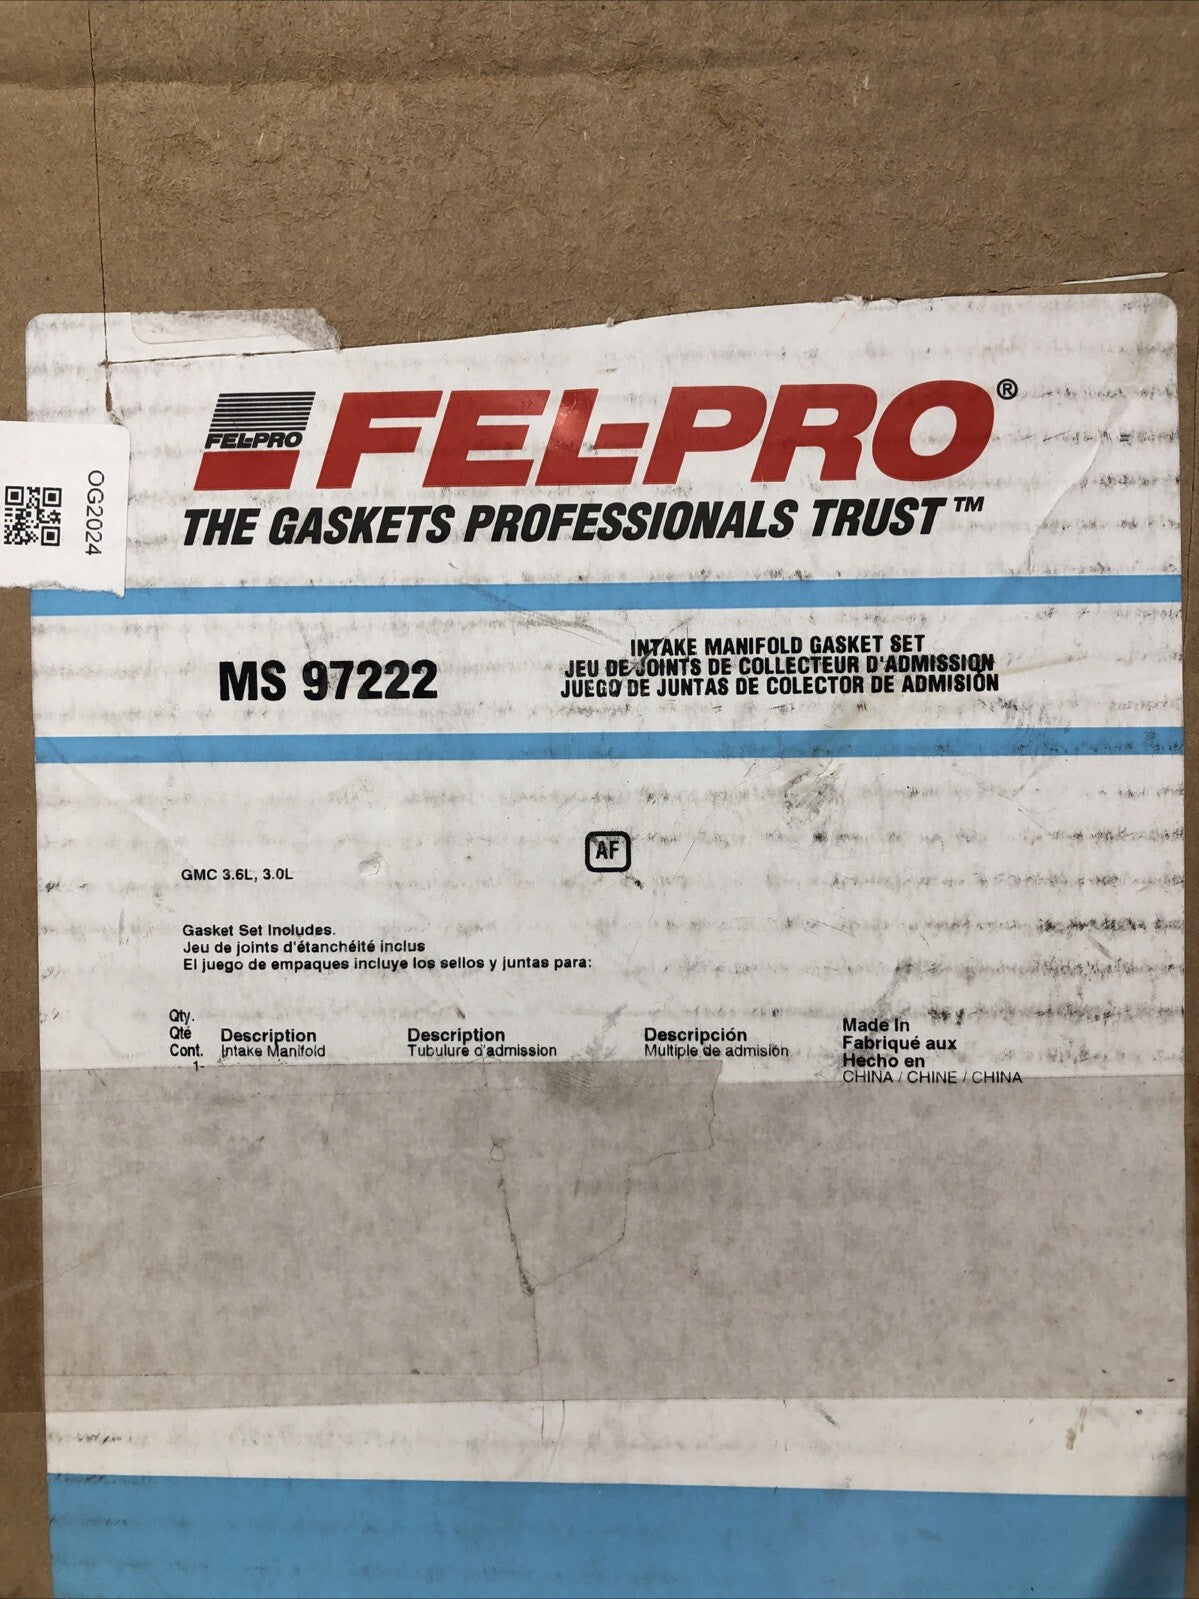 FEL-PRO
FEL-PRO®
THE GASKETS PROFESSIONALS TRUST™
OG2024
MS 97222
INTAKE MANIFOLD GASKET SET
JEU DE JOINTS DE COLLECTEUR D'ADMISSION
JUEGO DE JUNTAS DE COLECTOR DE ADMISIÓN
AF
GMC 3.6L, 3.0L
Gasket Set Includes.
Jeu de joints d'étanchéité inclus
El juego de empaques incluye los sellos y juntas para:
Qty.
Qté
Cont.
1-
Description
Intake Manifold
Description
Tubulure d'admission
Descripción
Multiple de admisión
Made In
Fabriqué aux
Hecho en
CHINA / CHINE / CHINA